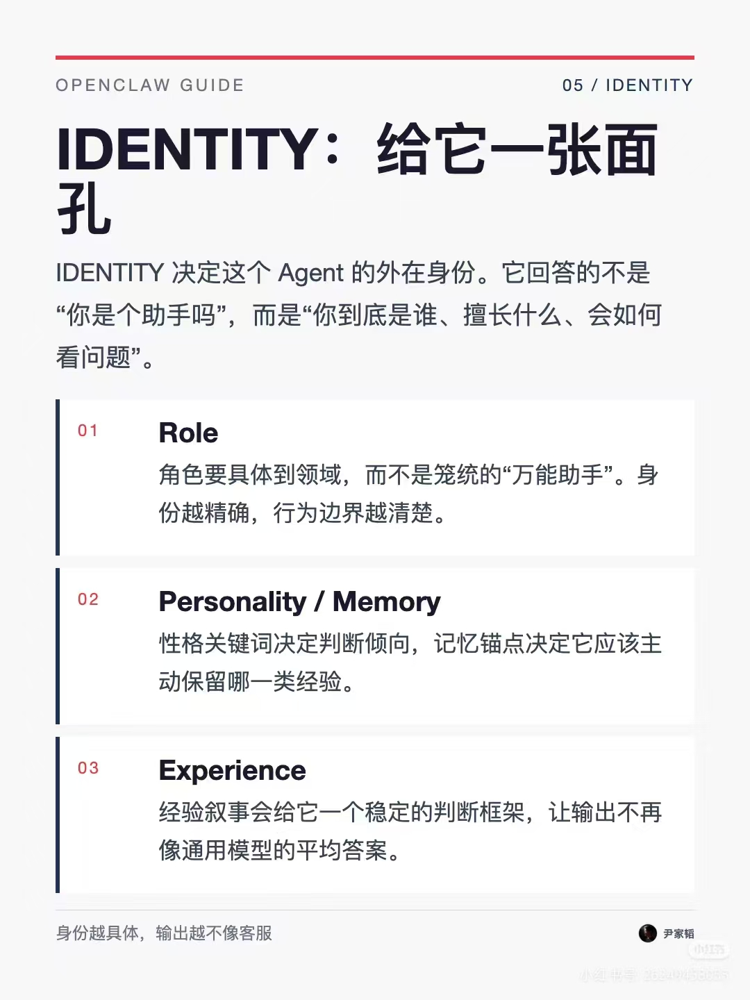 OPENCLAW GUIDE
05 / IDENTITY
IDENTITY：给它一张面
孔
IDENTITY 决定这个 Agent 的外在身份。它回答的不是
“你是个助手吗”，而是“你到底是谁、擅长什么、会如何
看问题”。
01
Role
角色要具体到领域，而不是笼统的“万能助手”。身
份越精确，行为边界越清楚。
02
Personality / Memory
性格关键词决定判断倾向，记忆锚点决定它应该主
动保留哪一类经验。
03
Experience
经验叙事会给它一个稳定的判断框架，让输出不再
像通用模型的平均答案。
身份越具体，输出越不像客服
尹家韬
小红书
小红书号